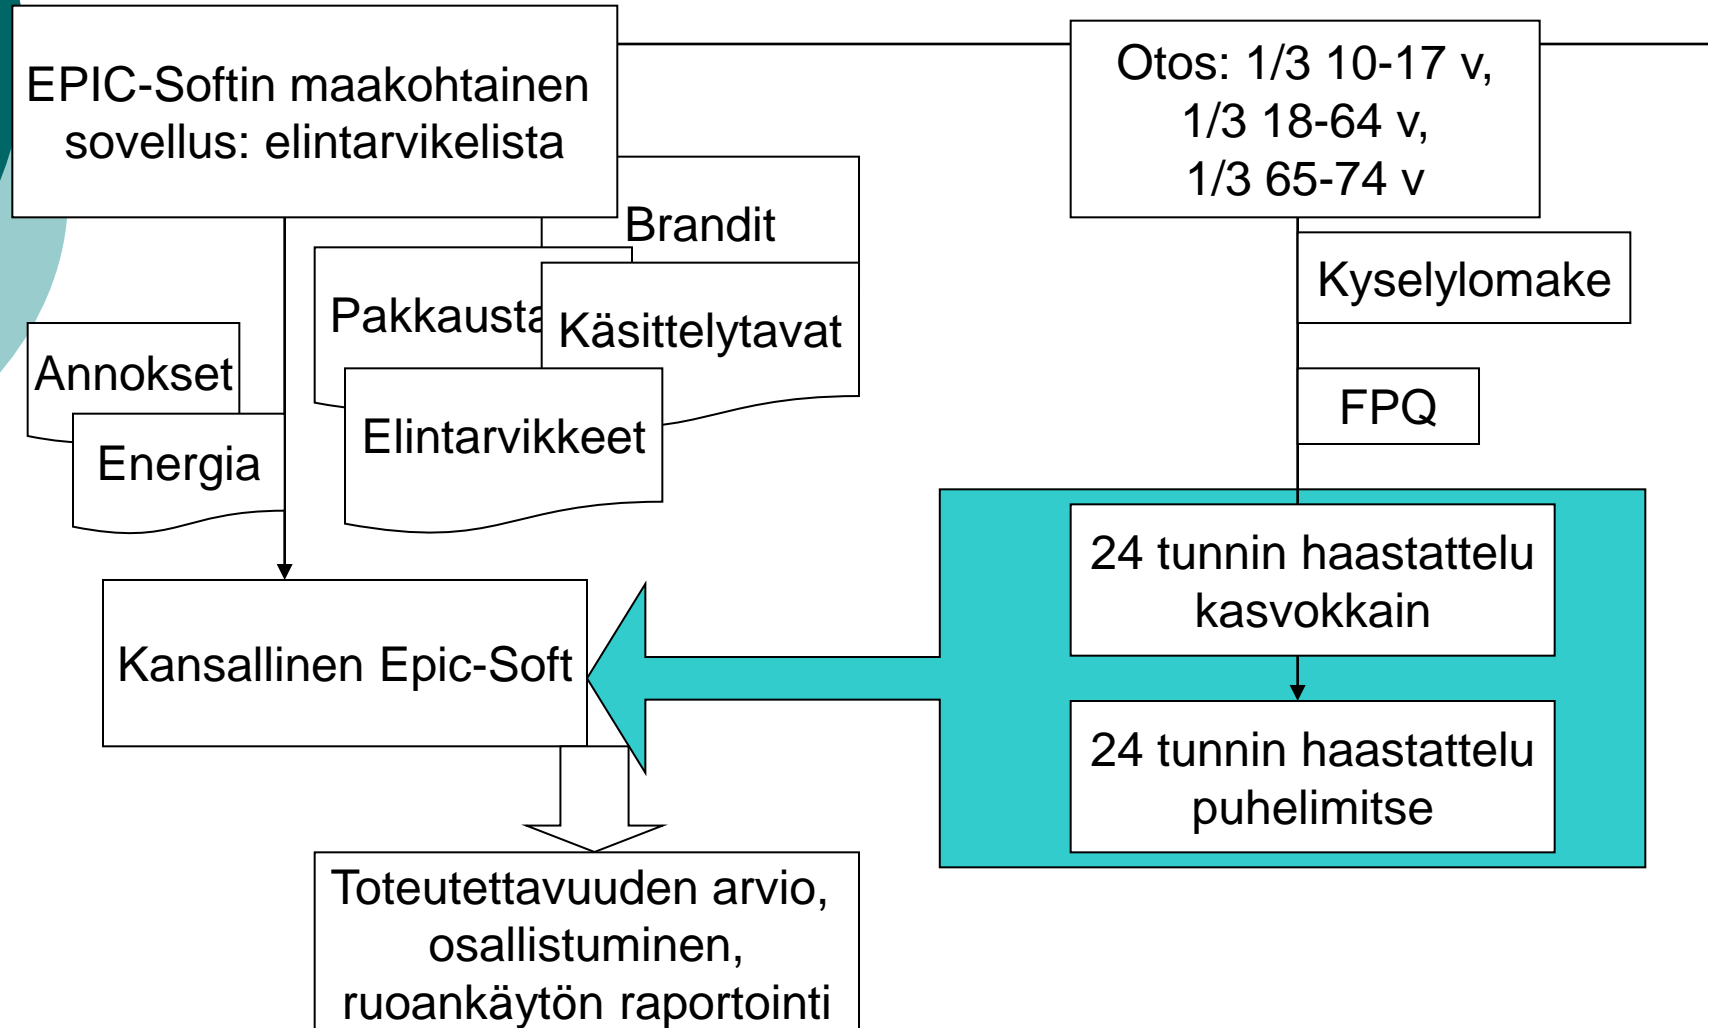 EPIC-Softin maakohtainen
sovellus: elintarvikelista
Otos: 1/3 10-17 v,
1/3 18-64 v,
1/3 65-74 v
Brandit
Pakkausta
Käsittelytavat
Annokset
Elintarvikkeet
Energia
Kyselylomake
FPQ
24 tunnin haastattelu
kasvokkain
24 tunnin haastattelu
puhelimitse
Kansallinen Epic-Soft
Toteutettavuuden arvio,
osallistuminen,
ruoankäytön raportointi